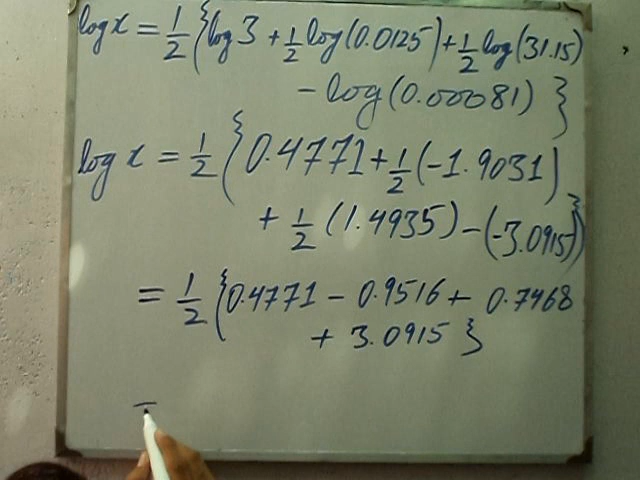 log x = 1/2 {log 3 + 1/2 log(0.0125) + 1/2 log(31.15)
- log(0.00081) }
log x = 1/2 { 0.4771 + 1/2 (-1.9031)
+ 1/2 (1.4935) - (-3.0915)}
= 1/2 {0.4771 - 0.9516 + 0.7468
+ 3.0915 }
=